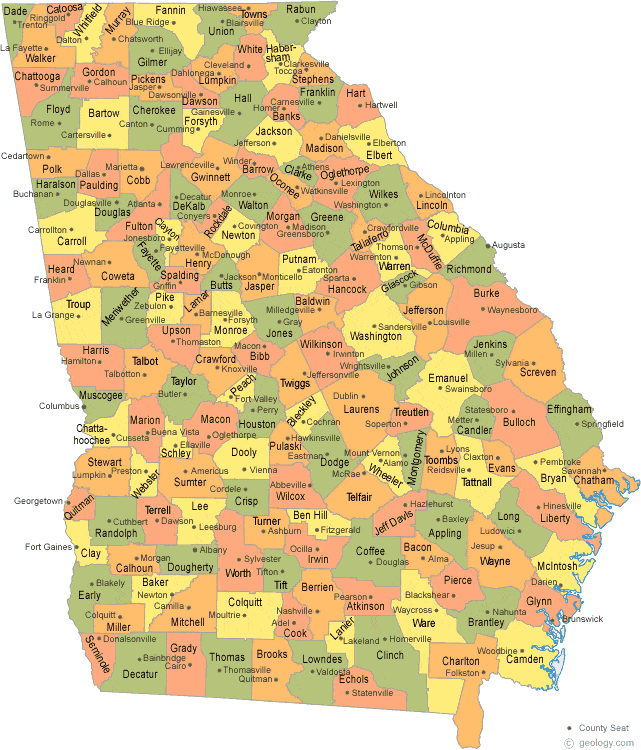 Dade
Catoosa
Ringgold
Trenton
Whitfield
Dalton
Murray
Chatsworth
Fannin
Blue Ridge
Hiawassee
Towns
Blairsville
Union
Rabun
Clayton
La Fayette
Walker
Ellijay
Gilmer
White
Cleveland
Haber-
sham
Clarkesville
Toccoa
Stephens
Chattooga
Summerville
Gordon
Calhoun
Pickens
Jasper
Dahlonega
Lumpkin
Dawsonville
Dawson
Hall
Gainesville
Carnesville
Franklin
Homer
Banks
Hart
Hartwell
Floyd
Rome
Bartow
Cartersville
Cherokee
Canton
Cumming
Forsyth
Jackson
Jefferson
Danielsville
Madison
Elberton
Elbert
Cedartown
Polk
Dallas
Paulding
Marietta
Cobb
Lawrenceville
Gwinnett
Winder
Barrow
Clarke
Athens
Oconee
Watkinsville
Oglethorpe
Lexington
Haralson
Buchanan
Douglasville
Douglas
Atlanta
Fulton
Decatur
DeKalb
Conyers
Rockdale
Monroe
Walton
Covington
Newton
Morgan
Madison
Greene
Greensboro
Wilkes
Washington
Lincolnton
Lincoln
Carrollton
Carroll
Clayton
Jonesboro
Fayetteville
Fayette
McDonough
Henry
Taliaferro
Crawfordville
Thomson
McDuffie
Warrenton
Warren
Columbia
Appling
Augusta
Richmond
Heard
Franklin
Newnan
Coweta
Spalding
Griffin
Butts
Jackson
Monticello
Jasper
Putnam
Eatonton
Sparta
Hancock
Glascock
Gibson
Troup
La Grange
Meriwether
Greenville
Pike
Zebulon
Lamar
Barnesville
Forsyth
Monroe
Milledgeville
Baldwin
Gray
Jones
Washington
Sandersville
Jefferson
Louisville
Burke
Waynesboro
Harris
Hamilton
Talbot
Talbotton
Upson
Thomaston
Crawford
Knoxville
Macon
Bibb
Wilkinson
Irwinton
Jeffersonville
Twiggs
Wrightsville
Johnson
Jenkins
Millen
Sylvania
Screven
Columbus
Muscogee
Taylor
Butler
Peach
Fort Valley
Perry
Houston
Bleckley
Cochran
Dublin
Laurens
Treutlen
Soperton
Emanuel
Swainsboro
Statesboro
Bulloch
Metter
Candler
Effingham
Springfield
Chatta-
hoochee
Cusseta
Marion
Buena Vista
Ellaville
Schley
Macon
Oglethorpe
Dooly
Vienna
Hawkinsville
Pulaski
Eastman
Dodge
Mount Vernon
Alamo
McRae
Wheeler
Montgomery
Toombs
Lyons
Reidsville
Claxton
Evans
Tattnall
Pembroke
Bryan
Savannah
Chatham
Stewart
Lumpkin
Preston
Webster
Americus
Sumter
Cordele
Crisp
Abbeville
Wilcox
Telfair
Georgetown
Quitman
Cuthbert
Randolph
Terrell
Dawson
Lee
Leesburg
Turner
Ashburn
Ben Hill
Fitzgerald
Jeff Davis
Hazlehurst
Baxley
Appling
Long
Ludowici
Hinesville
Liberty
Fort Gaines
Clay
Morgan
Calhoun
Albany
Dougherty
Sylvester
Worth
Tifton
Tift
Ocilla
Irwin
Coffee
Douglas
Bacon
Alma
Jesup
Wayne
McIntosh
Darien
Blakely
Early
Baker
Newton
Camilla
Mitchell
Colquitt
Moultrie
Berrien
Nashville
Adel
Cook
Pearson
Atkinson
Blackshear
Pierce
Waycross
Ware
Brantley
Nahunta
Glynn
Brunswick
Colquitt
Miller
Donalsonville
Seminole
Bainbridge
Decatur
Grady
Cairo
Thomas
Thomasville
Brooks
Quitman
Lowndes
Valdosta
Lanier
Lakeland
Homerville
Clinch
Echols
Statenville
Charlton
Folkston
Woodbine
Camden
County Seat
© geology.com